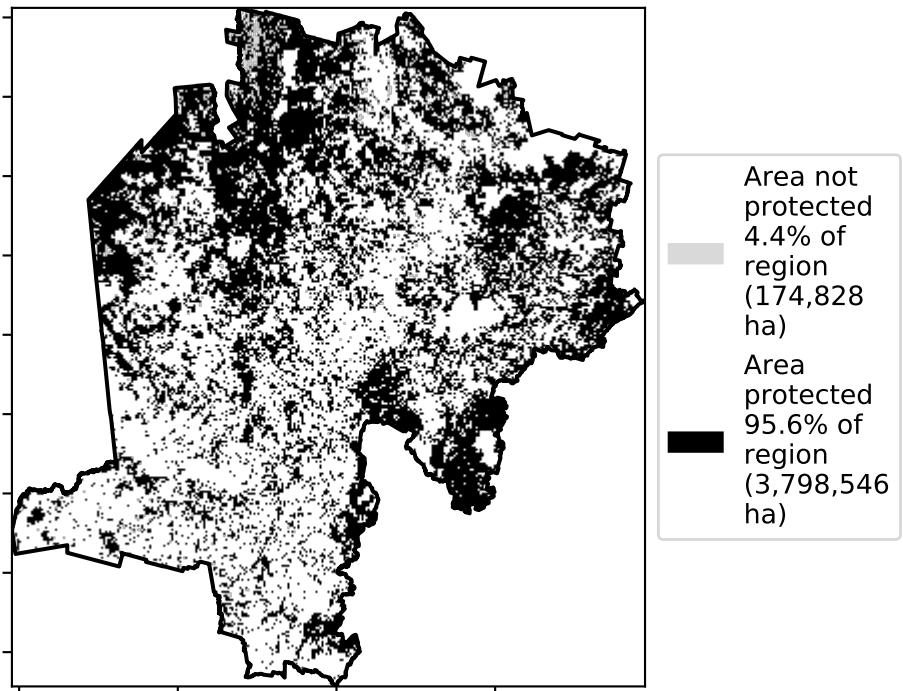 Area not
protected
4.4% of
region
(174,828
ha)
Area
protected
95.6% of
region
(3,798,546
ha)